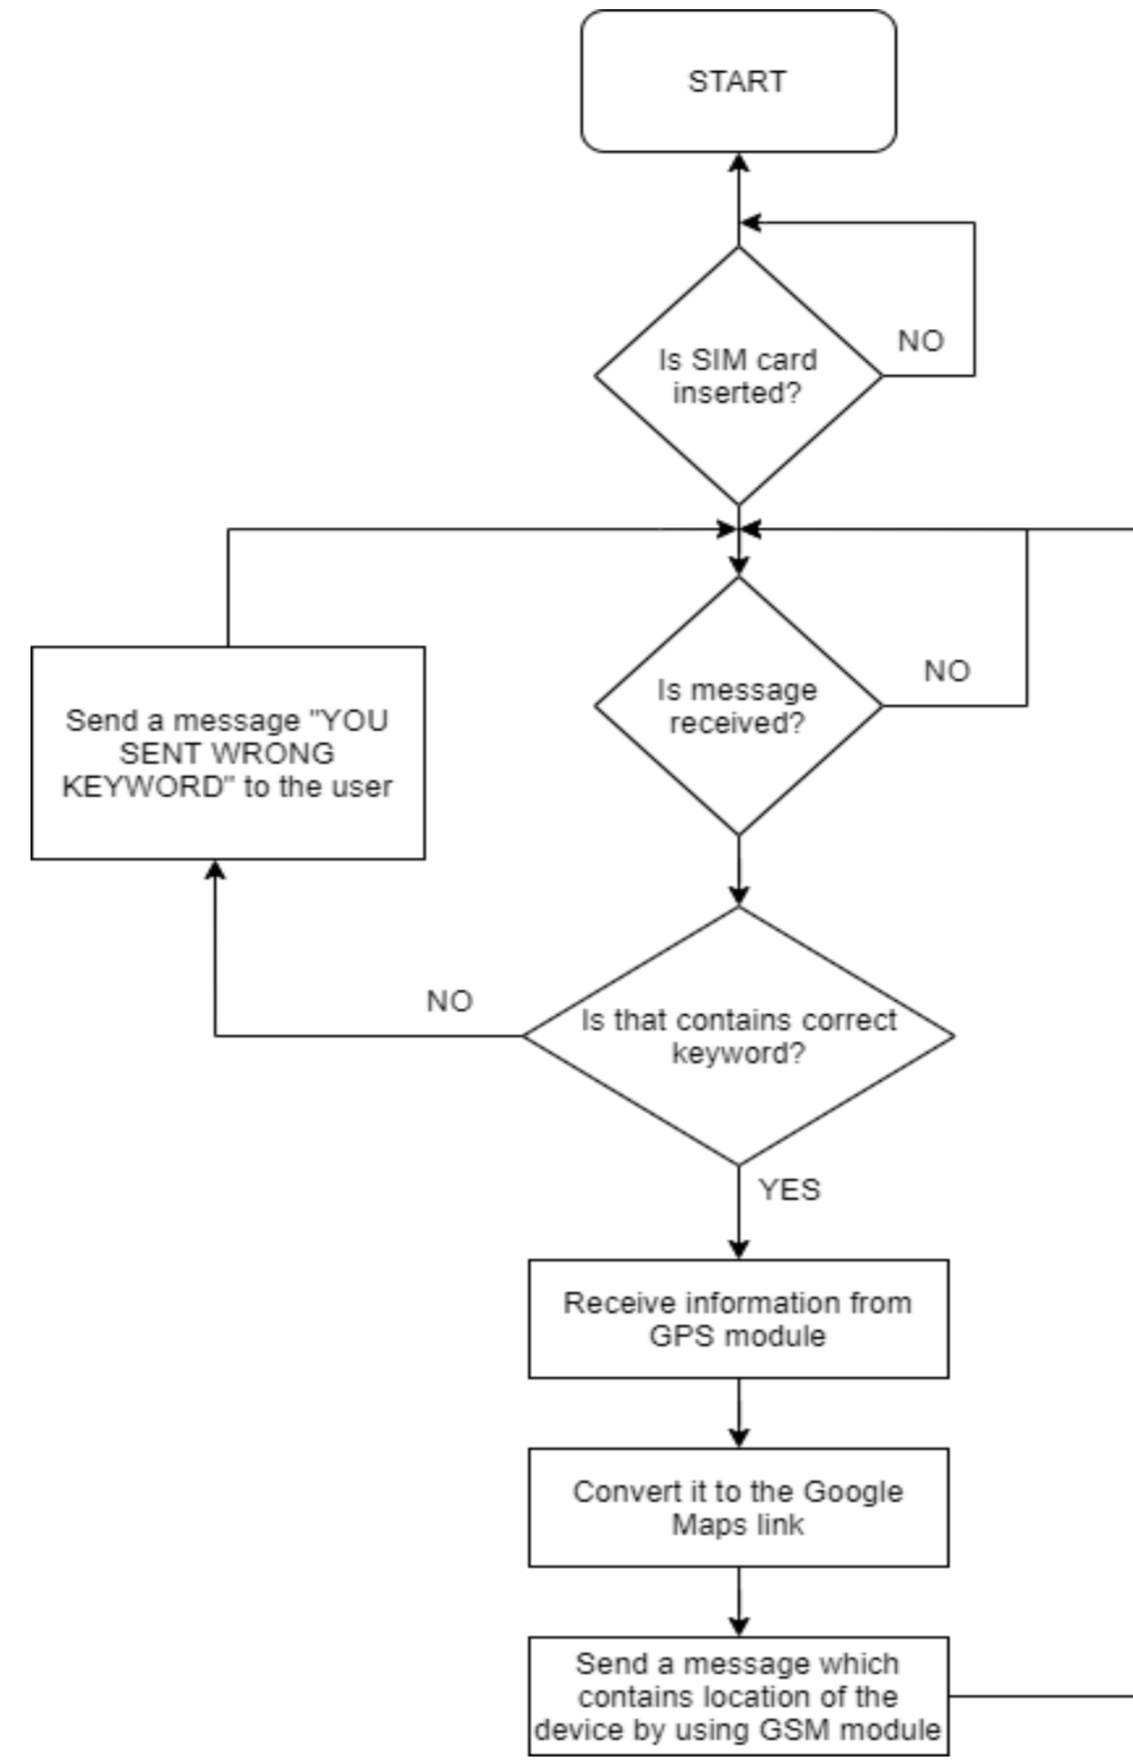 START
NO
Is SIM card
inserted?
NO
Is message
received?
Send a message "YOU
SENT WRONG
KEYWORD" to the user
NO
Is that contains correct
keyword?
YES
Receive information from
GPS module
Convert it to the Google
Maps link
Send a message which
contains location of the
device by using GSM module